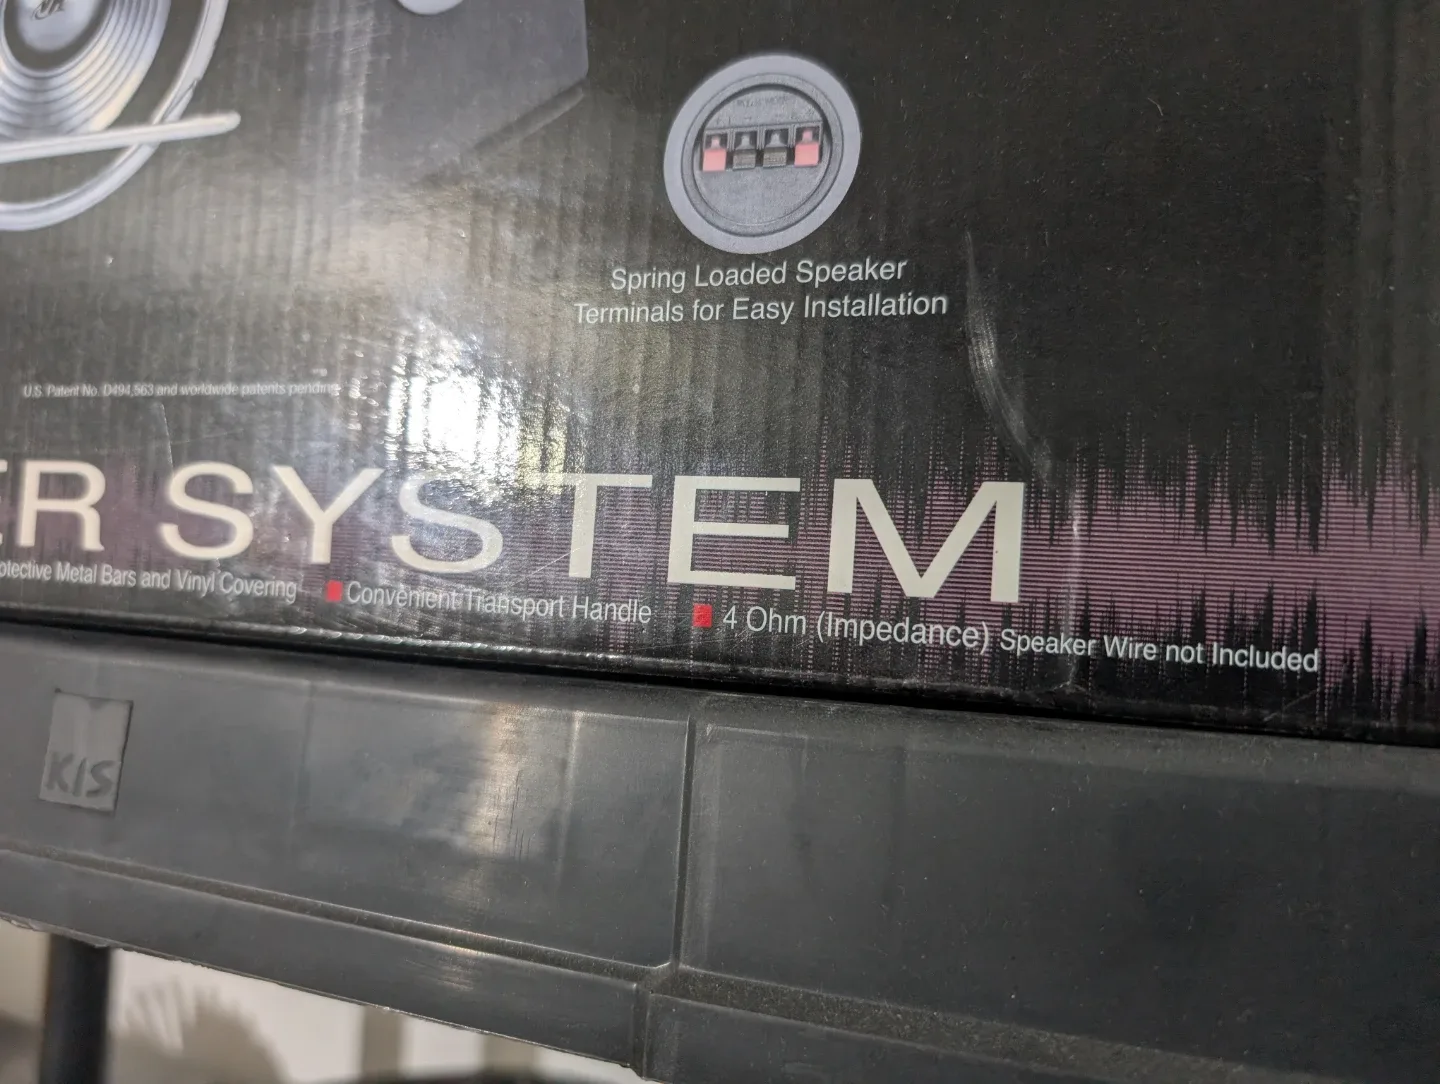 Spring Loaded Speaker
Terminals for Easy Installation
U.S. Patent No. D494,563 and worldwide patents pending
ER SYSTEM
otective Metal Bars and Vinyl Covering ■ Convenient Transport Handle ■ 4 Ohm (Impedance) Speaker Wire not Included
KIS